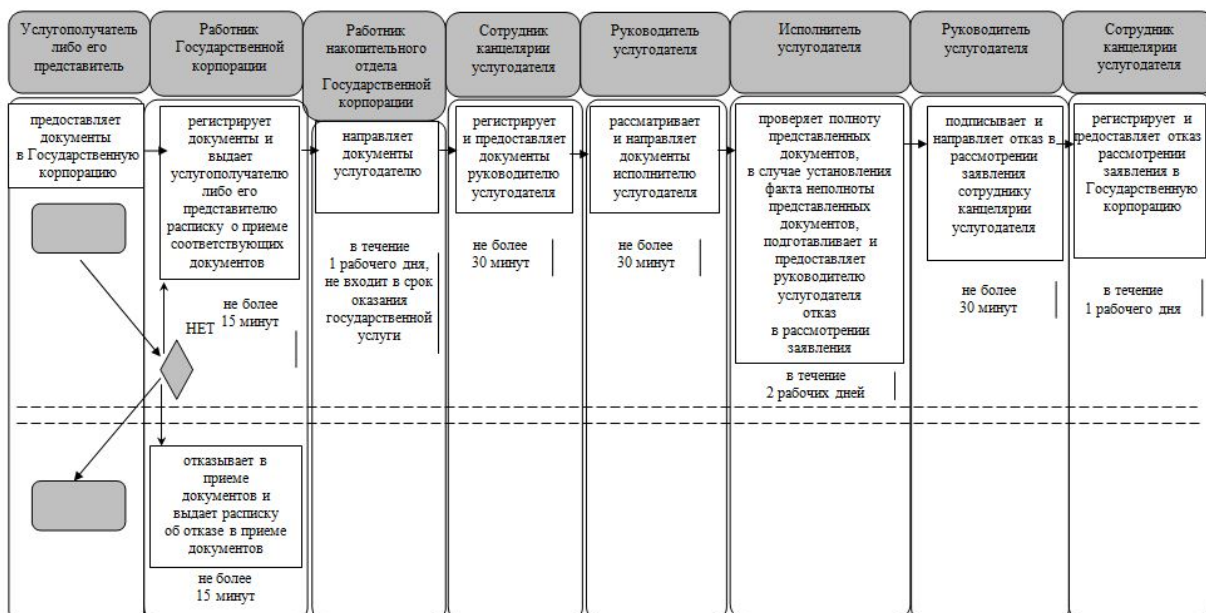 Услугополучатель
либо его
представитель
Работник
Государственной
корпорации
Работник
накопительного
отдела
Государственной
корпорации
Сотрудник
канцелярии
услугодателя
Руководитель
услугодателя
Исполнитель
услугодателя
Руководитель
услугодателя
Сотрудник
канцелярии
услугодателя
предоставляет
документы
в Государственную
корпорацию
регистрирует
документы и
выдает
услугополучателю
либо его
представителю
расписку о приеме
соответствующих
документов
направляет
документы
услугодателю
регистрирует
и предоставляет
документы
руководителю
услугодателя
рассматривает
и направляет
документы
исполнителю
услугодателя
проверяет полноту
представленных
документов,
в случае установления
факта неполноты
представленных
документов,
подготавливает и
предоставляет
руководителю
услугодателя
отказ
в рассмотрении
заявления
подписывает и
направляет отказ в
рассмотрении
заявления
сотруднику
канцелярии
услугодателя
регистрирует и
предоставляет отказ
рассмотрении
заявления в
Государственную
корпорацию
не более
15 минут
в течение
1 рабочего дня,
не входит в срок
оказания
государственной
услуги
не более
30 минут
не более
30 минут
в течение
2 рабочих дней
не более
30 минут
в течение
1 рабочего дня
НЕТ
отказывает в
приеме
документов и
выдает расписку
об отказе в приеме
документов
не более
15 минут